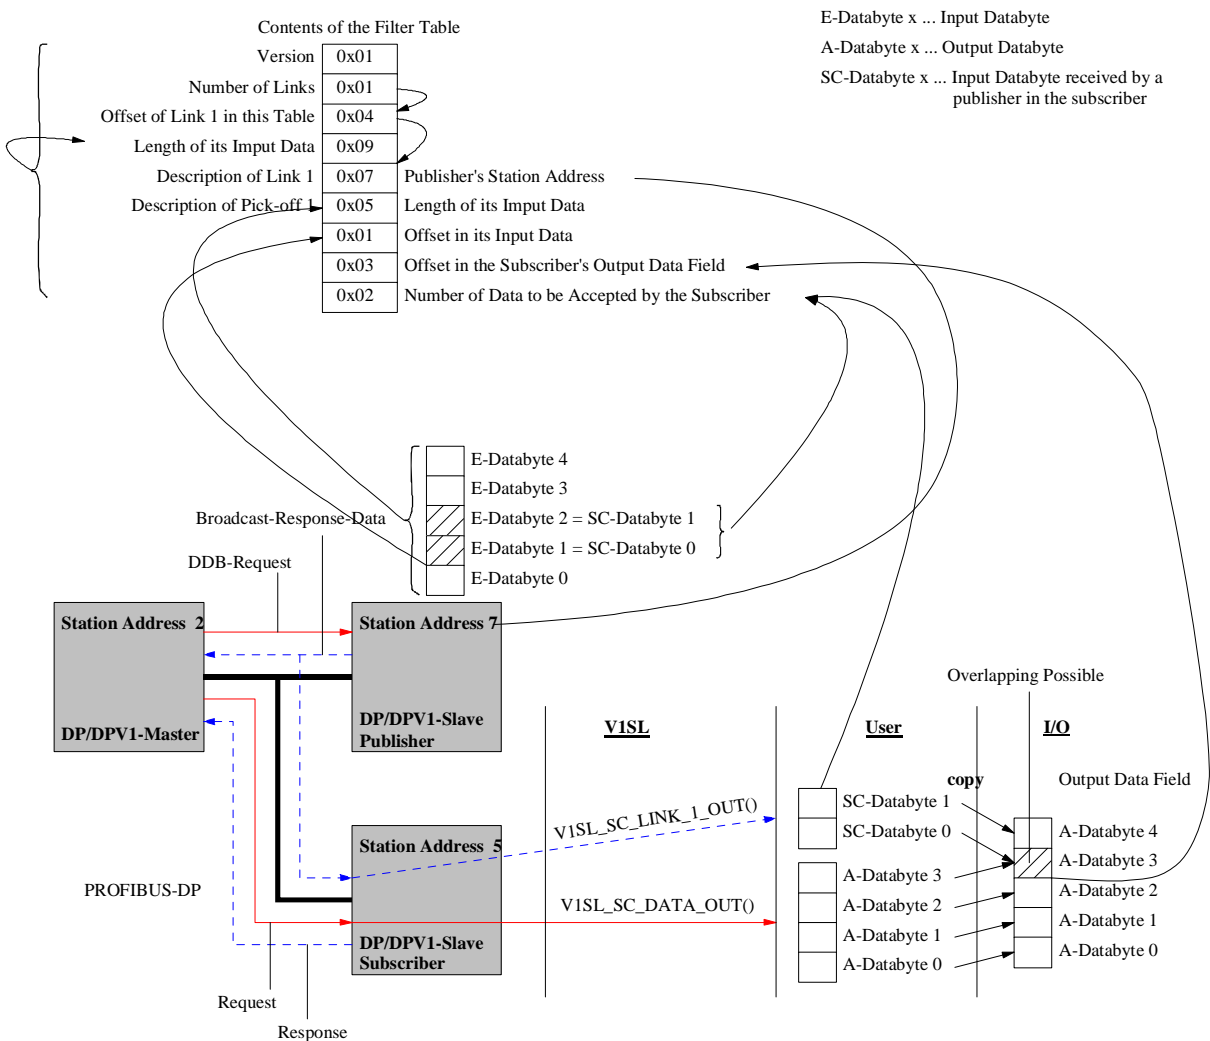 E-Databyte x ... Input Databyte
A-Databyte x ... Output Databyte
SC-Databyte x ... Input Databyte received by a
publisher in the subscriber
Contents of the Filter Table
Version 0x01
Number of Links 0x01
Offset of Link 1 in this Table 0x04
Length of its Imput Data 0x09
Description of Link 1 0x07 Publisher's Station Address
Description of Pick-off 1 0x05 Length of its Imput Data
0x01 Offset in its Input Data
0x03 Offset in the Subscriber's Output Data Field
0x02 Number of Data to be Accepted by the Subscriber
E-Databyte 4
E-Databyte 3
E-Databyte 2 = SC-Databyte 1
E-Databyte 1 = SC-Databyte 0
E-Databyte 0
Broadcast-Response-Data
DDB-Request
Station Address 2
DP/DPV1-Master
Station Address 7
DP/DPV1-Slave
Publisher
Station Address 5
DP/DPV1-Slave
Subscriber
PROFIBUS-DP
Request
Response
V1SL
User
I/O
Overlapping Possible
copy
Output Data Field
V1SL_SC_LINK_1_OUT()
V1SL_SC_DATA_OUT()
SC-Databyte 1
SC-Databyte 0
A-Databyte 3
A-Databyte 2
A-Databyte 1
A-Databyte 0
A-Databyte 4
A-Databyte 3
A-Databyte 2
A-Databyte 1
A-Databyte 0